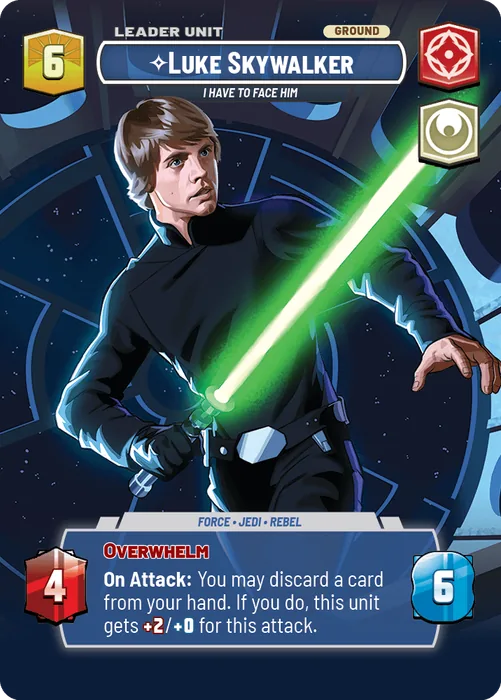 LEADER UNIT
GROUND
6
LUKE SKYWALKER
I HAVE TO FACE HIM
FORCE • JEDI • REBEL
OVERWHELM
On Attack: You may discard a card
from your hand. If you do, this unit
gets +2/+0 for this attack.
4
6